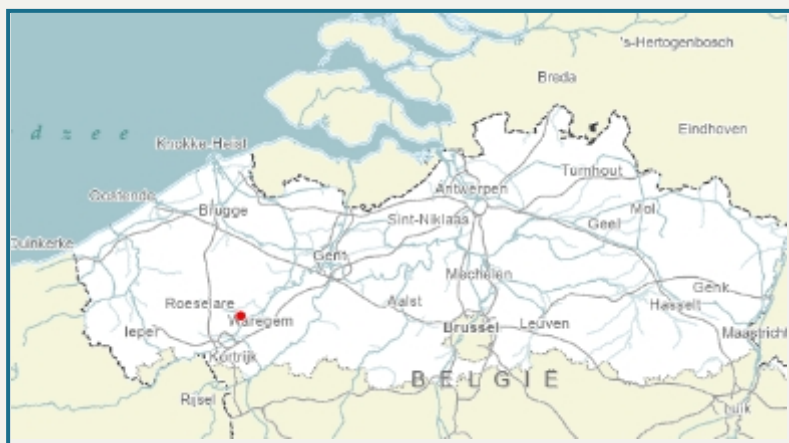 's-Hertogenbosch
Breda
d z e e
Eindhoven
Knokke-Heist
Turnhout
Antwerpen
Oostende
Mol
Brugge
Sint-Niklaas
Geel
Duinkerke
Gent
Mechelen
Genk
Roeselare
Aalst
Hasselt
Waregem
Ieper
Brussel
Leuven
Maastricht
Kortrijk
BELGIË
Rijsel
Luik